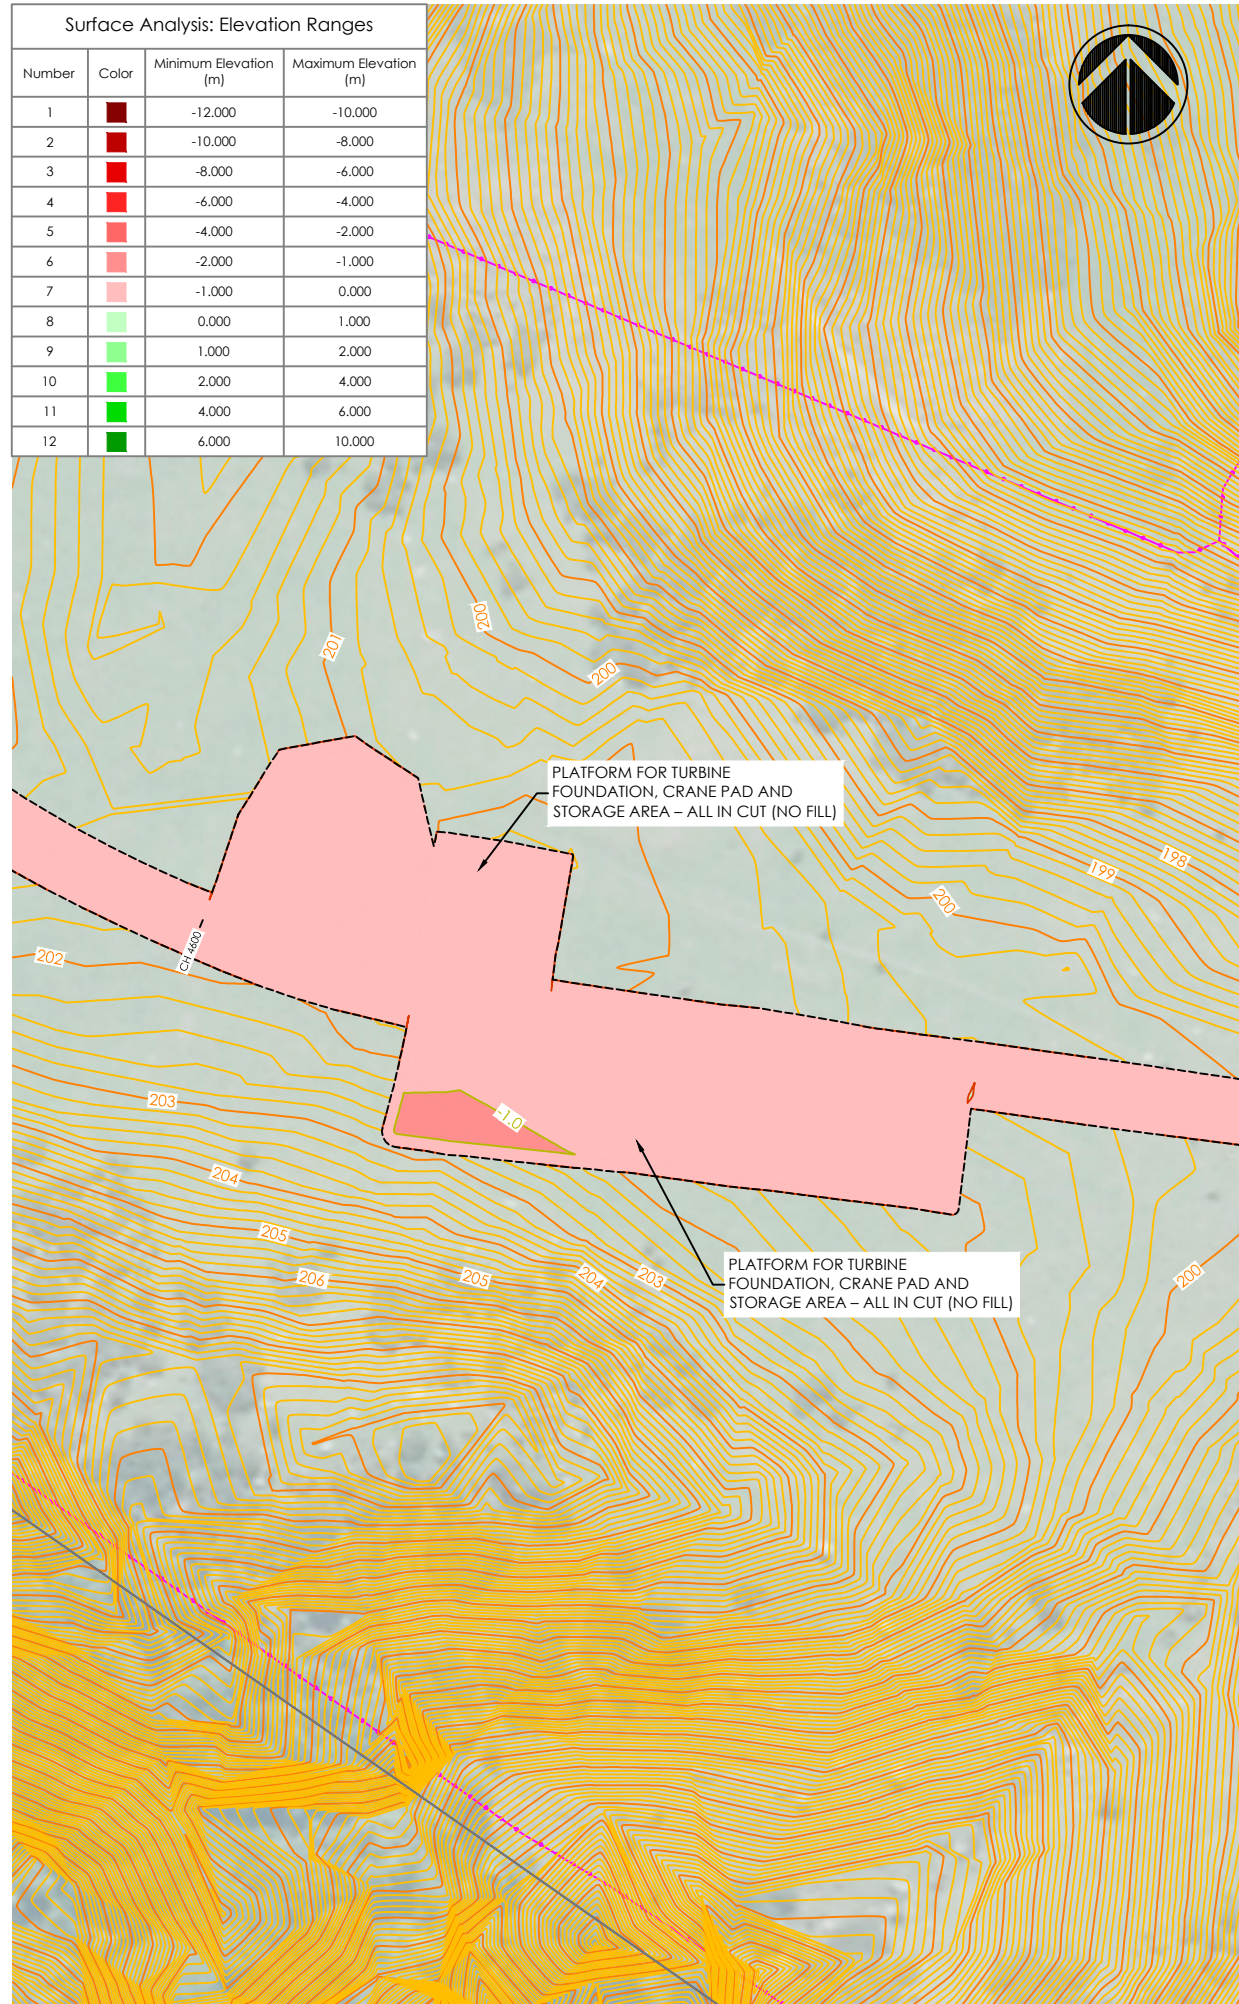 Surface Analysis: Elevation Ranges
Number Color Minimum Elevation (m) Maximum Elevation (m)
1 -12.000 -10.000
2 -10.000 -8.000
3 -8.000 -6.000
4 -6.000 -4.000
5 -4.000 -2.000
6 -2.000 -1.000
7 -1.000 0.000
8 0.000 1.000
9 1.000 2.000
10 2.000 4.000
11 4.000 6.000
12 6.000 10.000
200
201
200
PLATFORM FOR TURBINE
FOUNDATION, CRANE PAD AND
STORAGE AREA – ALL IN CUT (NO FILL)
198
199
200
CH 4600
202
203
-1.0
204
205
206
205
204
203
PLATFORM FOR TURBINE
FOUNDATION, CRANE PAD AND
STORAGE AREA – ALL IN CUT (NO FILL)
200